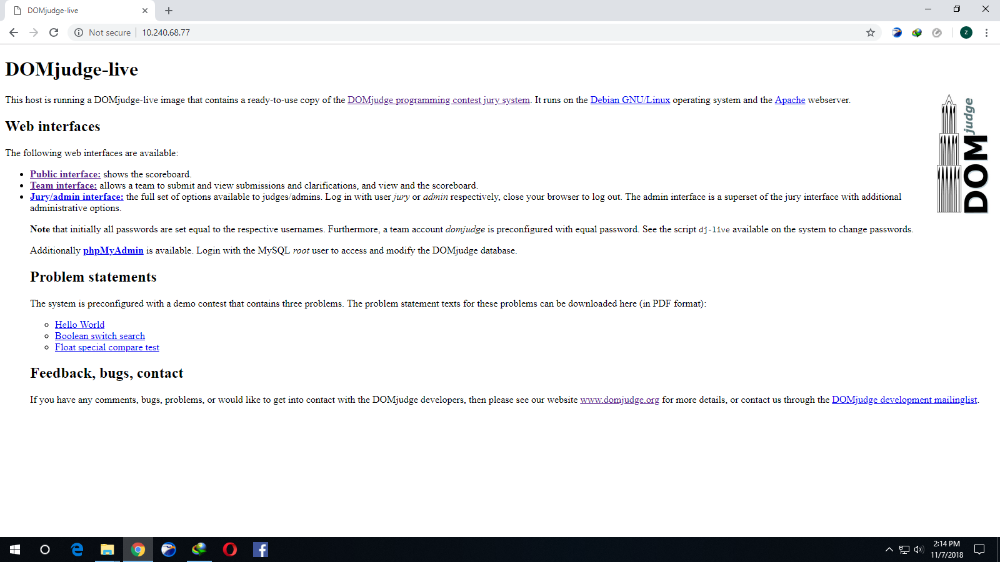 DOMjudge-live
Not secure
10.240.68.77
z
DOMjudge-live
This host is running a DOMjudge-live image that contains a ready-to-use copy of the DOMjudge programming contest jury system. It runs on the Debian GNU/Linux operating system and the Apache webserver.
DOMjudge
Web interfaces
The following web interfaces are available:
Public interface: shows the scoreboard.
Team interface: allows a team to submit and view submissions and clarifications, and view and the scoreboard.
Jury/admin interface: the full set of options available to judges/admins. Log in with user jury or admin respectively, close your browser to log out. The admin interface is a superset of the jury interface with additional
administrative options.
Note that initially all passwords are set equal to the respective usernames. Furthermore, a team account domjudge is preconfigured with equal password. See the script dj-live available on the system to change passwords.
Additionally phpMyAdmin is available. Login with the MySQL root user to access and modify the DOMjudge database.
Problem statements
The system is preconfigured with a demo contest that contains three problems. The problem statement texts for these problems can be downloaded here (in PDF format):
Hello World
Boolean switch search
Float special compare test
Feedback, bugs, contact
If you have any comments, bugs, problems, or would like to get into contact with the DOMjudge developers, then please see our website www.domjudge.org for more details, or contact us through the DOMjudge development mailinglist.
2:14 PM
11/7/2018